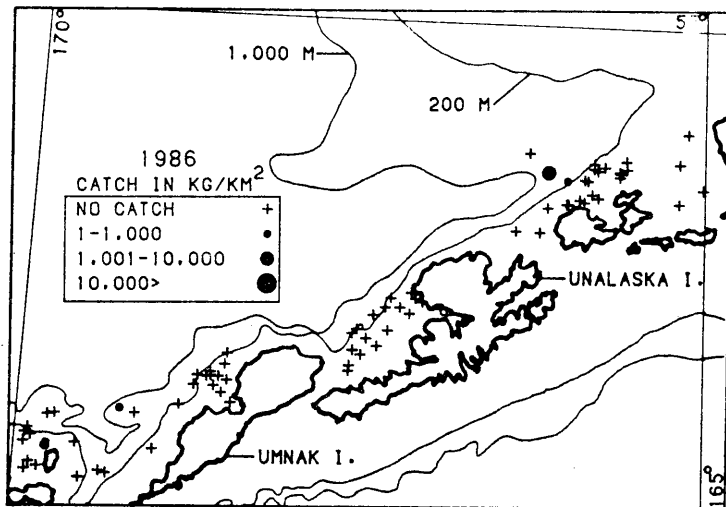 170°
5
1.000 M
200 M
1986
CATCH IN KG/KM2
NO CATCH +
1-1.000
1.001-10.000
10.000>
UNALASKA I.
UMNAK I.
165°